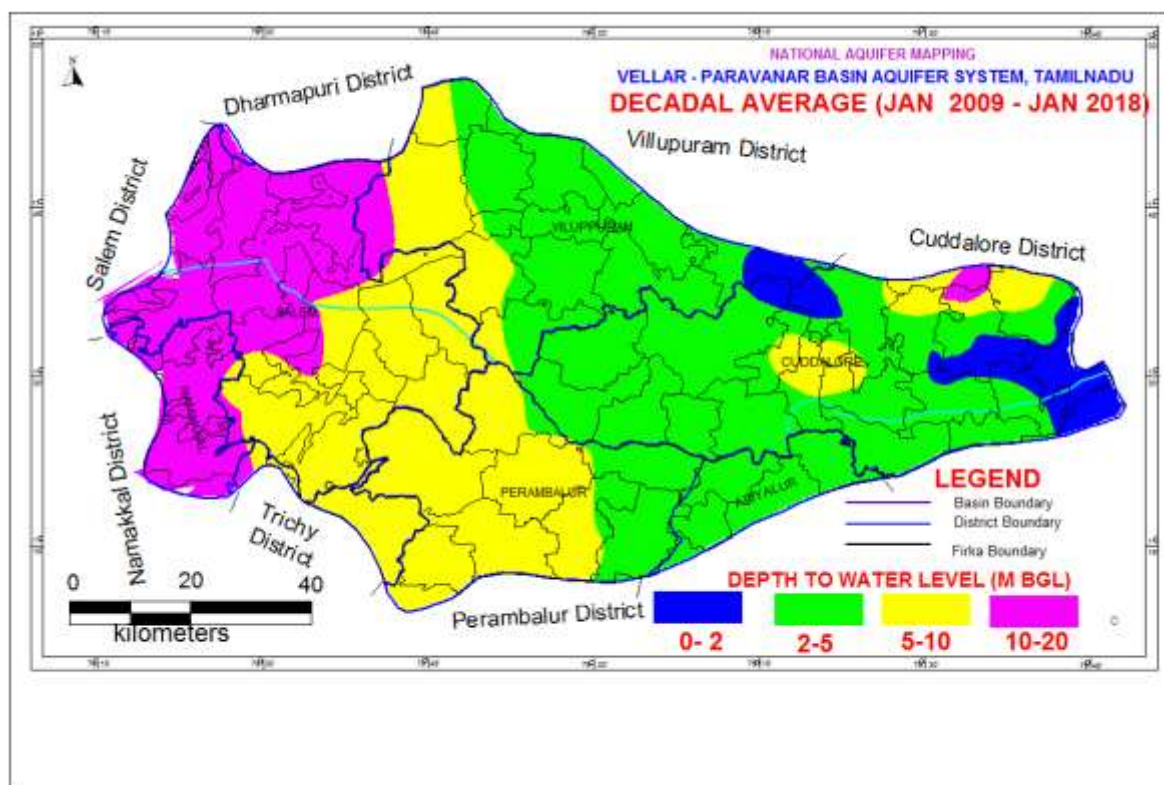 N
NATIONAL AQUIFER MAPPING
VELLAR - PARAVANAR BASIN AQUIFER SYSTEM, TAMILNADU
DECADAL AVERAGE (JAN 2009 - JAN 2018)
Dharmapuri District
Villupuram District
Salem District
Cuddalore District
VILUPPURAM
SALEM
CUDDALORE
NAMAKKAL
Namakkal District
PERAMBALUR
ARIYALUR
Trichy
District
LEGEND
Basin Boundary
District Boundary
Firka Boundary
0 20 40
kilometers
Perambalur District
DEPTH TO WATER LEVEL (M BGL)
0- 2 2-5 5-10 10-20